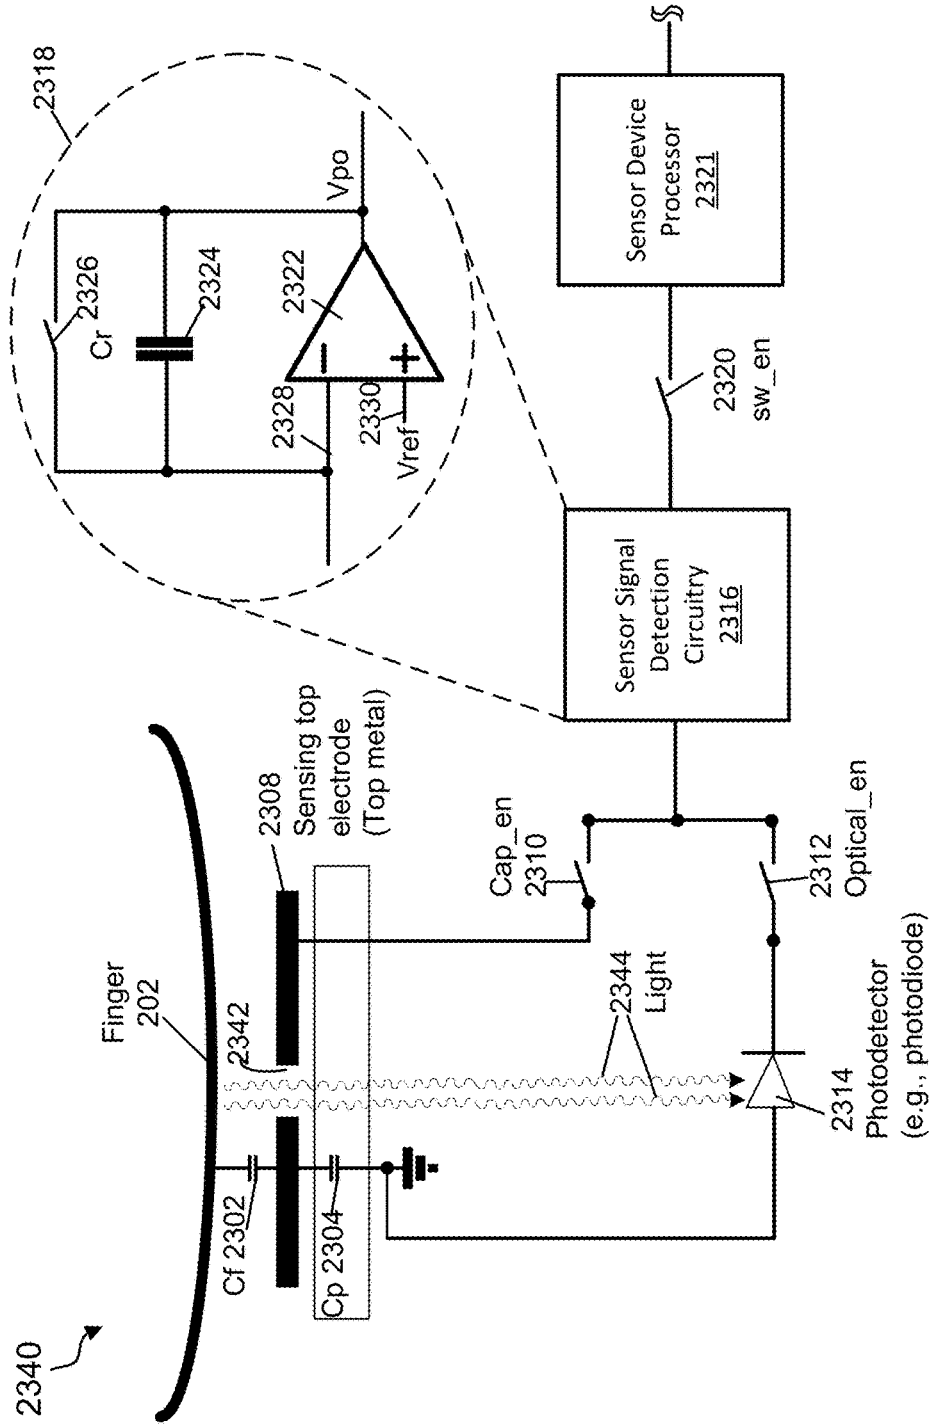 2340
Finger
202
Cf 2302
2342
2308
Sensing top
electrode
(Top metal)
Cp 2304
2344
Light
Cap_en
2310
2312
Optical_en
2314
Photodetector
(e.g., photodiode)
2318
2326
Cr
2324
2322
Vpo
2328
2330
Vref
Sensor Signal
Detection
Circuitry
2316
2320
sw_en
Sensor Device
Processor
2321